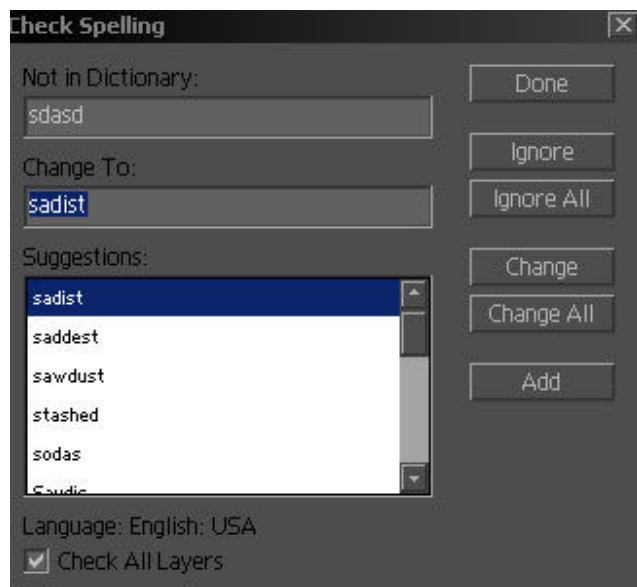 Check Spelling
Not in Dictionary:
Done
sdasd
Ignore
Change To:
Ignore All
sadist
Suggestions:
Change
sadist
Change All
saddest
sawdust
Add
stashed
sodas
Language: English: USA
Check All Layers